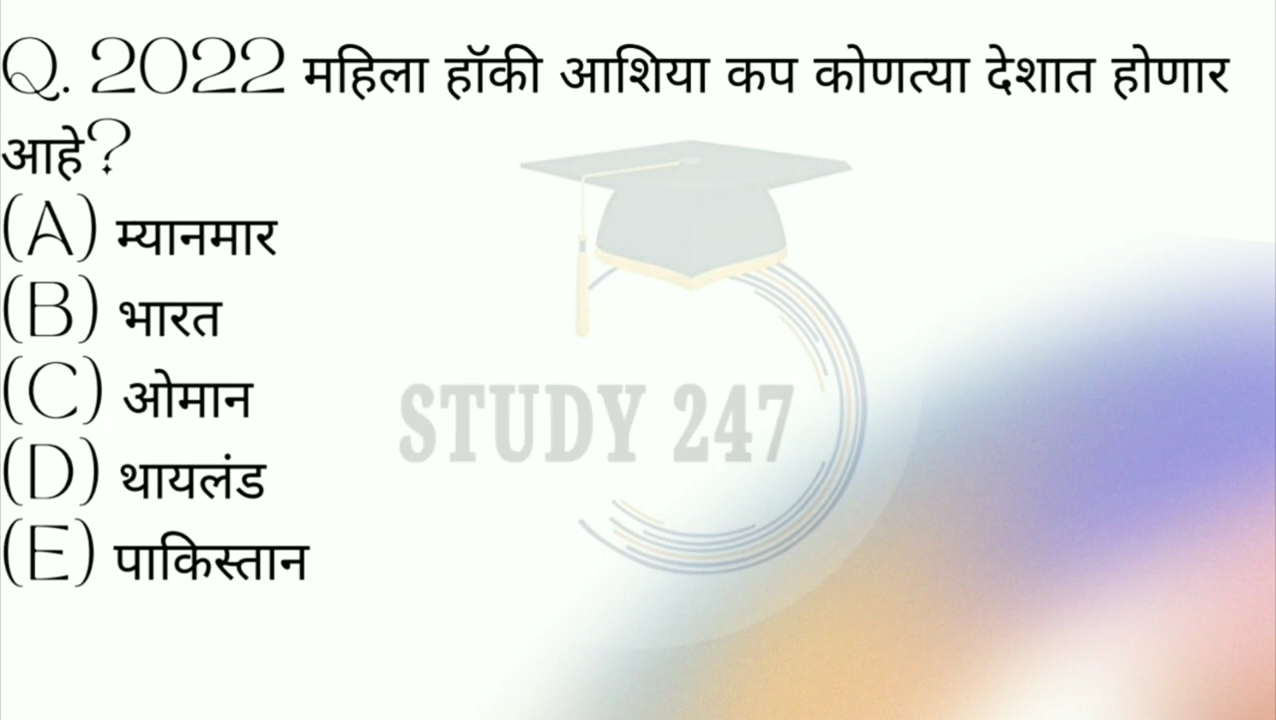 Q. 2022 महिला हॉकी आशिया कप कोणत्या देशात होणार
आहे?
(A) म्यानमार
(B) भारत
(C) ओमान
(D) थायलंड
(E) पाकिस्तान
STUDY 247